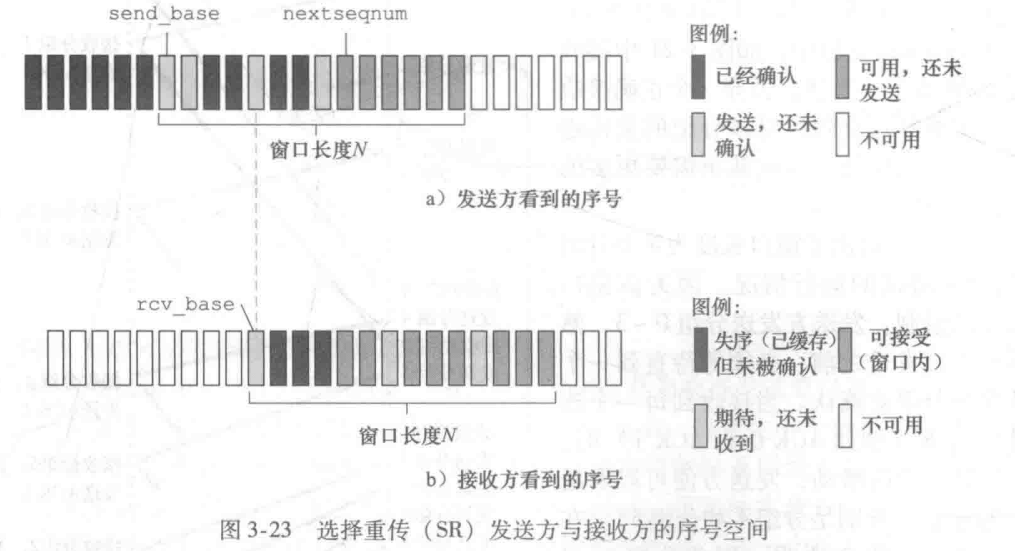 send_base
nextseqnum
图例:
已经确认
可用，还未
发送
发送，还未
确认
不可用
窗口长度N
a）发送方看到的序号
rcv_base
图例:
失序（已缓存）
但未被确认
可接受
（窗口内）
期待，还未
收到
不可用
窗口长度N
b）接收方看到的序号
图 3-23 选择重传（SR）发送方与接收方的序号空间